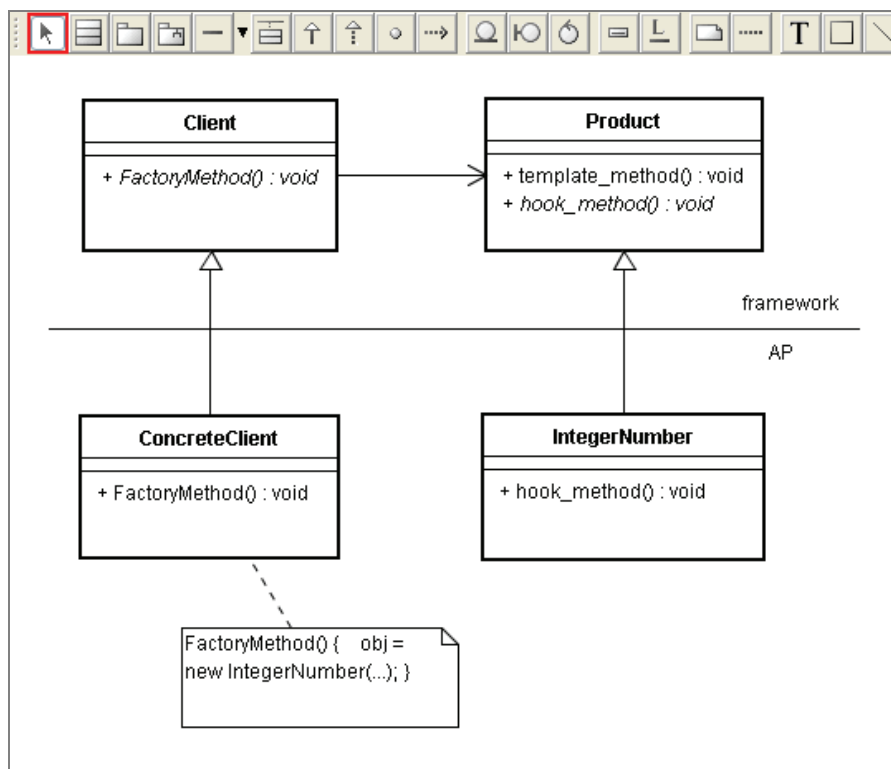 T
Client
+ FactoryMethod() : void
Product
+ template_method() : void
+ hook_method() : void
framework
AP
ConcreteClient
+ FactoryMethod() : void
IntegerNumber
+ hook_method() : void
FactoryMethod() { obj =
new IntegerNumber(...); }